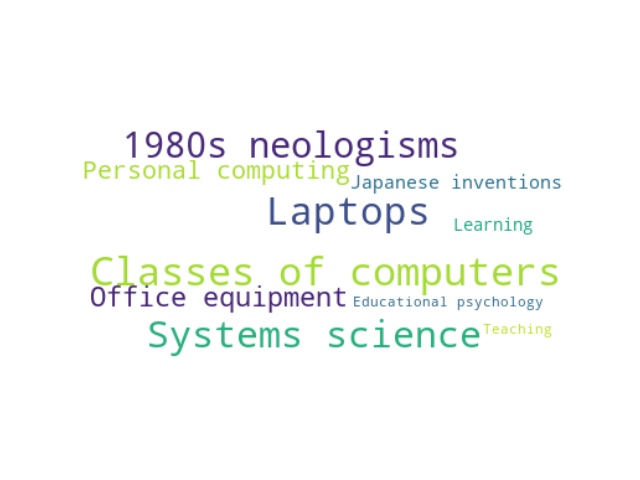 1980s neologisms
Personal computing
Japanese inventions
Laptops
Learning
Classes of computers
Office equipment
Educational psychology
Systems science
Teaching